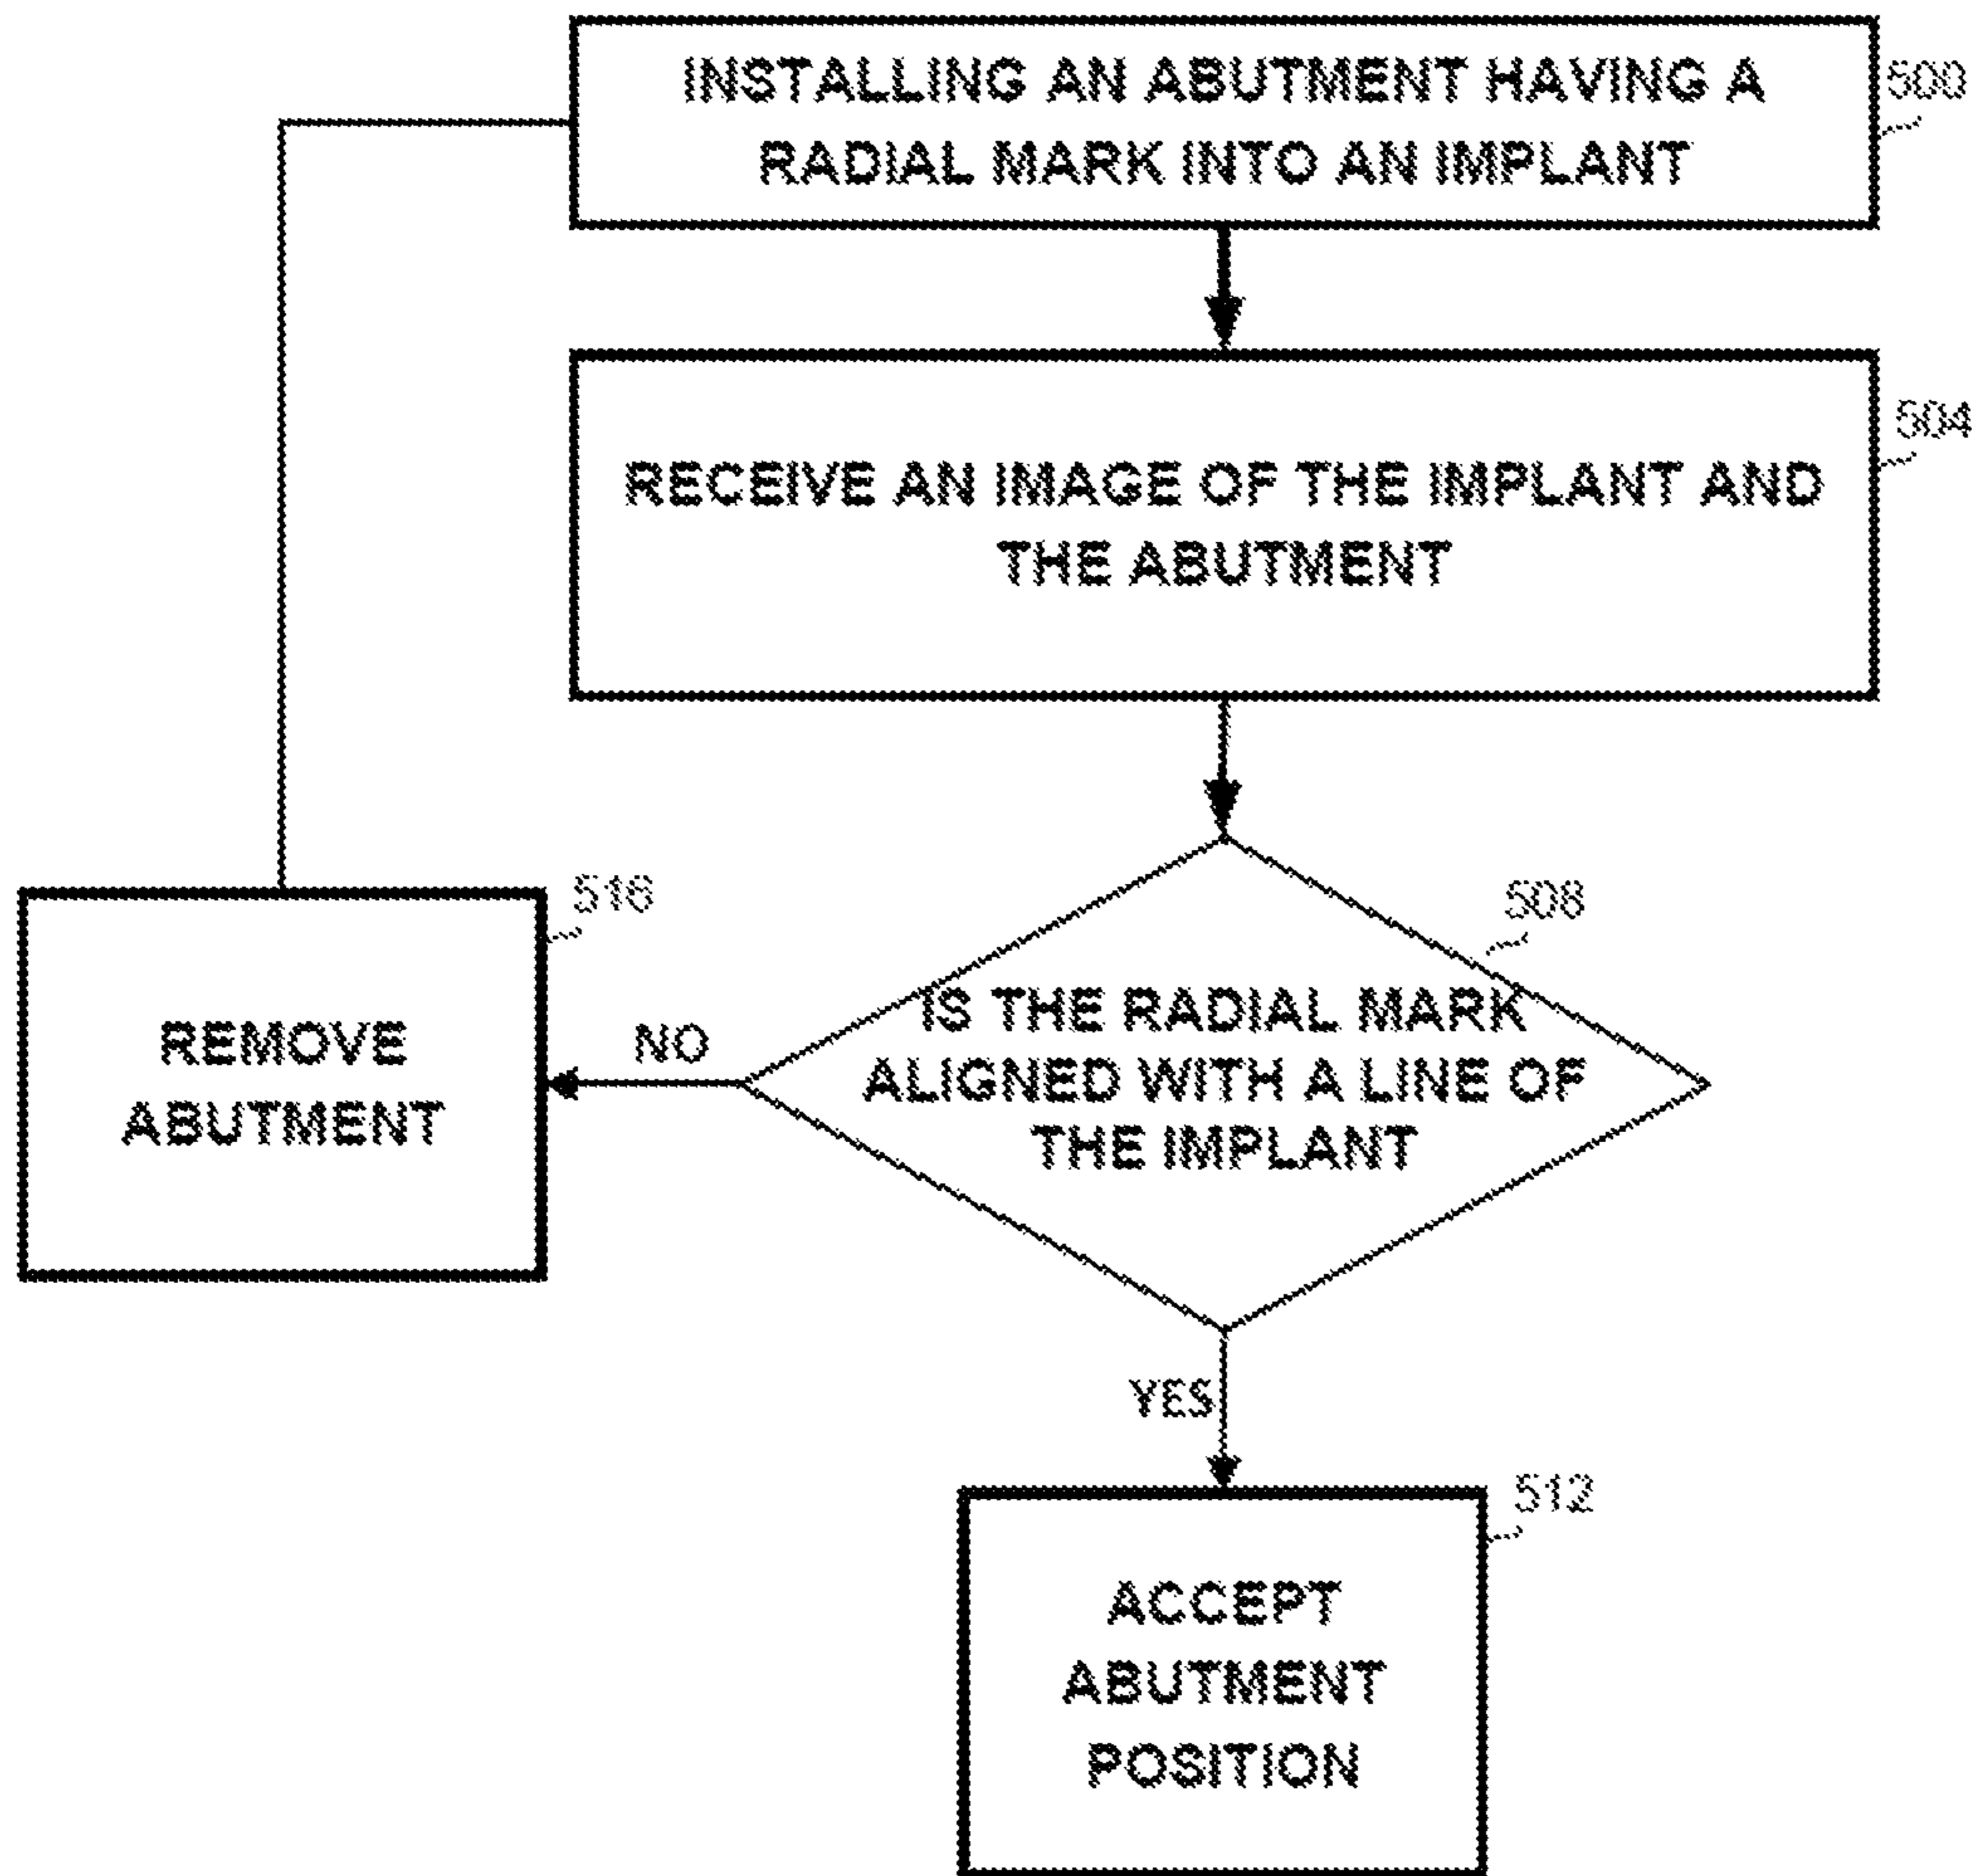 INSTALLING AN ABUTMENT HAVING A
RADIAL MARK INTO AN IMPLANT
500
RECEIVE AN IMAGE OF THE IMPLANT AND
THE ABUTMENT
504
IS THE RADIAL MARK
ALIGNED WITH A LINE OF
THE IMPLANT
508
NO
REMOVE
ABUTMENT
516
YES
ACCEPT
ABUTMENT
POSITION
512